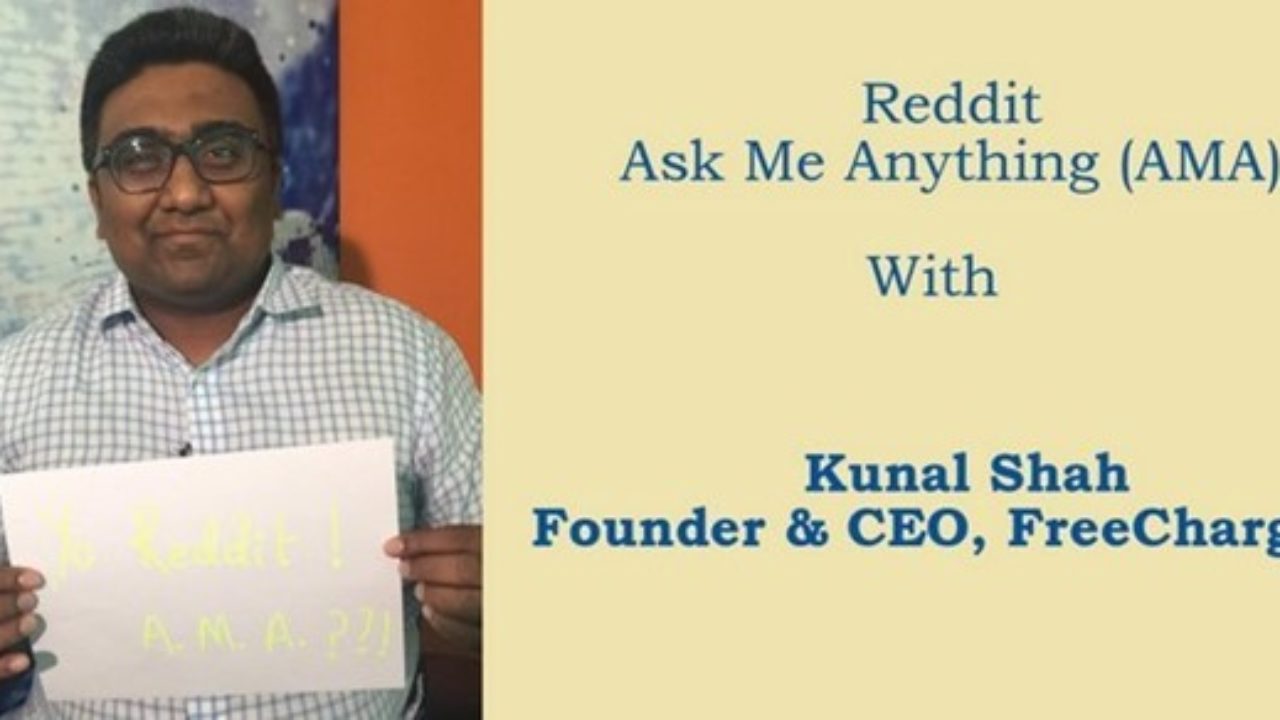 Reddit
Ask Me Anything (AMA)
With
Kunal Shah
Founder & CEO, FreeCharg
Yo Reddit !
A. M. A. ??!